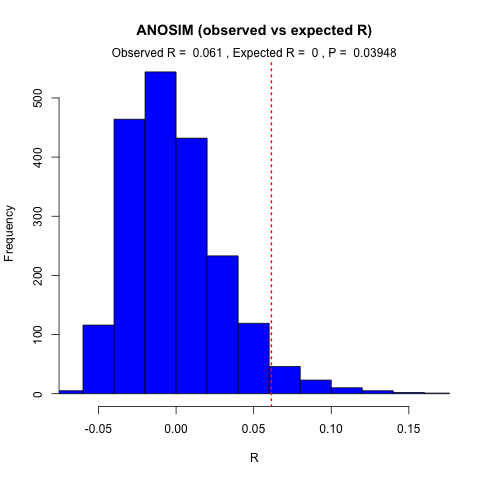 ANOSIM (observed vs expected R)
Observed R =  0.061 , Expected R =  0 , P =  0.03948
Frequency
500
400
300
200
100
0
-0.05 0.00 0.05 0.10 0.15
R